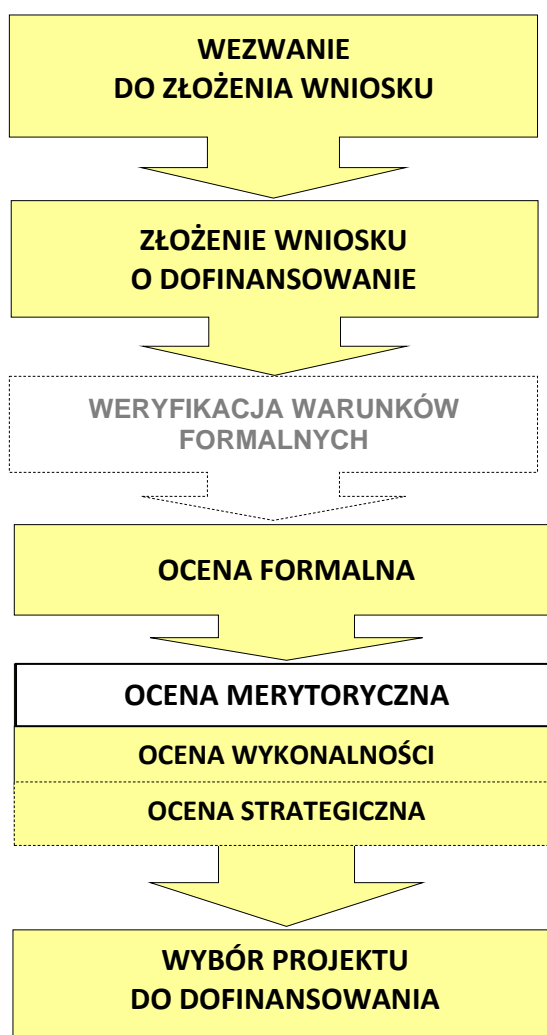 WEZWANIE
DO ZŁOŻENIA WNIOSKU
ZŁOŻENIE WNIOSKU
O DOFINANSOWANIE
WERYFIKACJA WARUNKÓW
FORMALNYCH
OCENA FORMALNA
OCENA MERYTORYCZNA
OCENA WYKONALNOŚCI
OCENA STRATEGICZNA
WYBÓR PROJEKTU
DO DOFINANSOWANIA